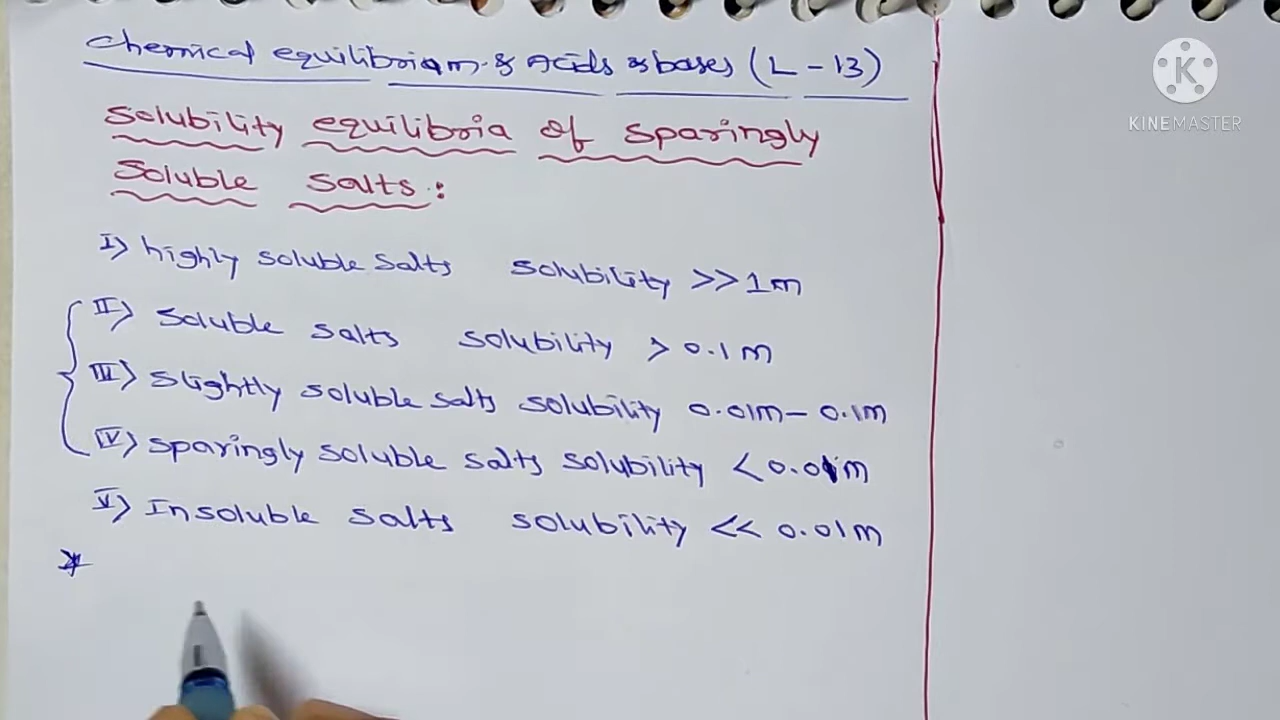 Chemical equilibriam & Acids & bases (L-13)
KINEMASTER
Solubility equilibria of sparingly
soluble salts:
I) highly soluble salts solubility >> 1m
II) soluble salts solubility > 0.1m
III) slightly soluble salts solubility 0.01m - 0.1m
IV) sparingly soluble salts solubility < 0.01m
V) Insoluble salts solubility << 0.01m
*